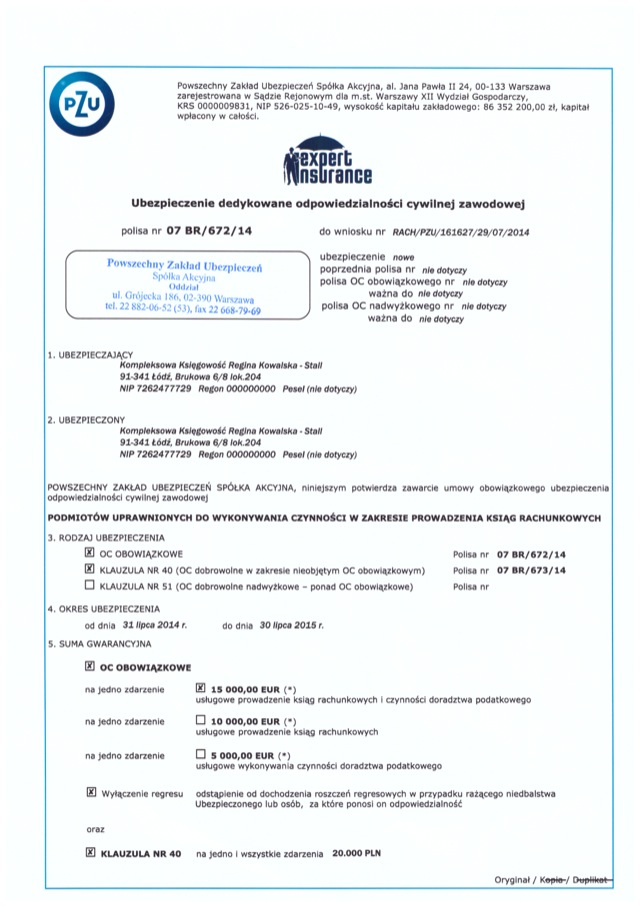 PZU
Powszechny Zakład Ubezpieczeń Spółka Akcyjna, al. Jana Pawła II 24, 00-133 Warszawa
zarejestrowana w Sądzie Rejonowym dla m.st. Warszawy XII Wydział Gospodarczy,
KRS 0000009831, NIP 526-025-10-49, wysokość kapitału zakładowego: 86 352 200,00 zł, kapitał
wpłacony w całości.
expert
insurance
Ubezpieczenie dedykowane odpowiedzialności cywilnej zawodowej
polisa nr 07 BR/672/14 do wniosku nr RACH/PZU/161627/29/07/2014
Powszechny Zakład Ubezpieczeń
Spółka Akcyjna
Oddział
ul. Grójecka 186, 02-390 Warszawa
tel. 22 882-06-52 (53), fax 22 668-79-69
ubezpieczenie nowe
poprzednia polisa nr nie dotyczy
polisa OC obowiązkowego nr nie dotyczy
ważna do nie dotyczy
polisa OC nadwyżkowego nr nie dotyczy
ważna do nie dotyczy
1. UBEZPIECZAJĄCY
Kompleksowa Księgowość Regina Kowalska - Stall
91-341 Łódź, Brukowa 6/8 lok.204
NIP 7262477729 Regon 000000000 Pesel (nie dotyczy)
2. UBEZPIECZONY
Kompleksowa Księgowość Regina Kowalska - Stall
91-341 Łódź, Brukowa 6/8 lok.204
NIP 7262477729 Regon 000000000 Pesel (nie dotyczy)
POWSZECHNY ZAKŁAD UBEZPIECZEŃ SPÓŁKA AKCYJNA, niniejszym potwierdza zawarcie umowy obowiązkowego ubezpieczenia
odpowiedzialności cywilnej zawodowej
PODMIOTÓW UPRAWNIONYCH DO WYKONYWANIA CZYNNOŚCI W ZAKRESIE PROWADZENIA KSIĄG RACHUNKOWYCH
3. RODZAJ UBEZPIECZENIA
☒ OC OBOWIĄZKOWE Polisa nr 07 BR/672/14
☒ KLAUZULA NR 40 (OC dobrowolne w zakresie nieobjętym OC obowiązkowym) Polisa nr 07 BR/673/14
☐ KLAUZULA NR 51 (OC dobrowolne nadwyżkowe – ponad OC obowiązkowe) Polisa nr
4. OKRES UBEZPIECZENIA
od dnia 31 lipca 2014 r. do dnia 30 lipca 2015 r.
5. SUMA GWARANCYJNA
☒ OC OBOWIĄZKOWE
na jedno zdarzenie ☒ 15 000,00 EUR (*)
usługowe prowadzenie ksiąg rachunkowych i czynności doradztwa podatkowego
na jedno zdarzenie ☐ 10 000,00 EUR (*)
usługowe prowadzenie ksiąg rachunkowych
na jedno zdarzenie ☐ 5 000,00 EUR (*)
usługowe wykonywania czynności doradztwa podatkowego
☒ Wyłączenie regresu odstąpienie od dochodzenia roszczeń regresowych w przypadku rażącego niedbalstwa
Ubezpieczonego lub osób, za które ponosi on odpowiedzialność
oraz
☒ KLAUZULA NR 40 na jedno i wszystkie zdarzenia 20.000 PLN
Oryginał / Kopia / Duplikat